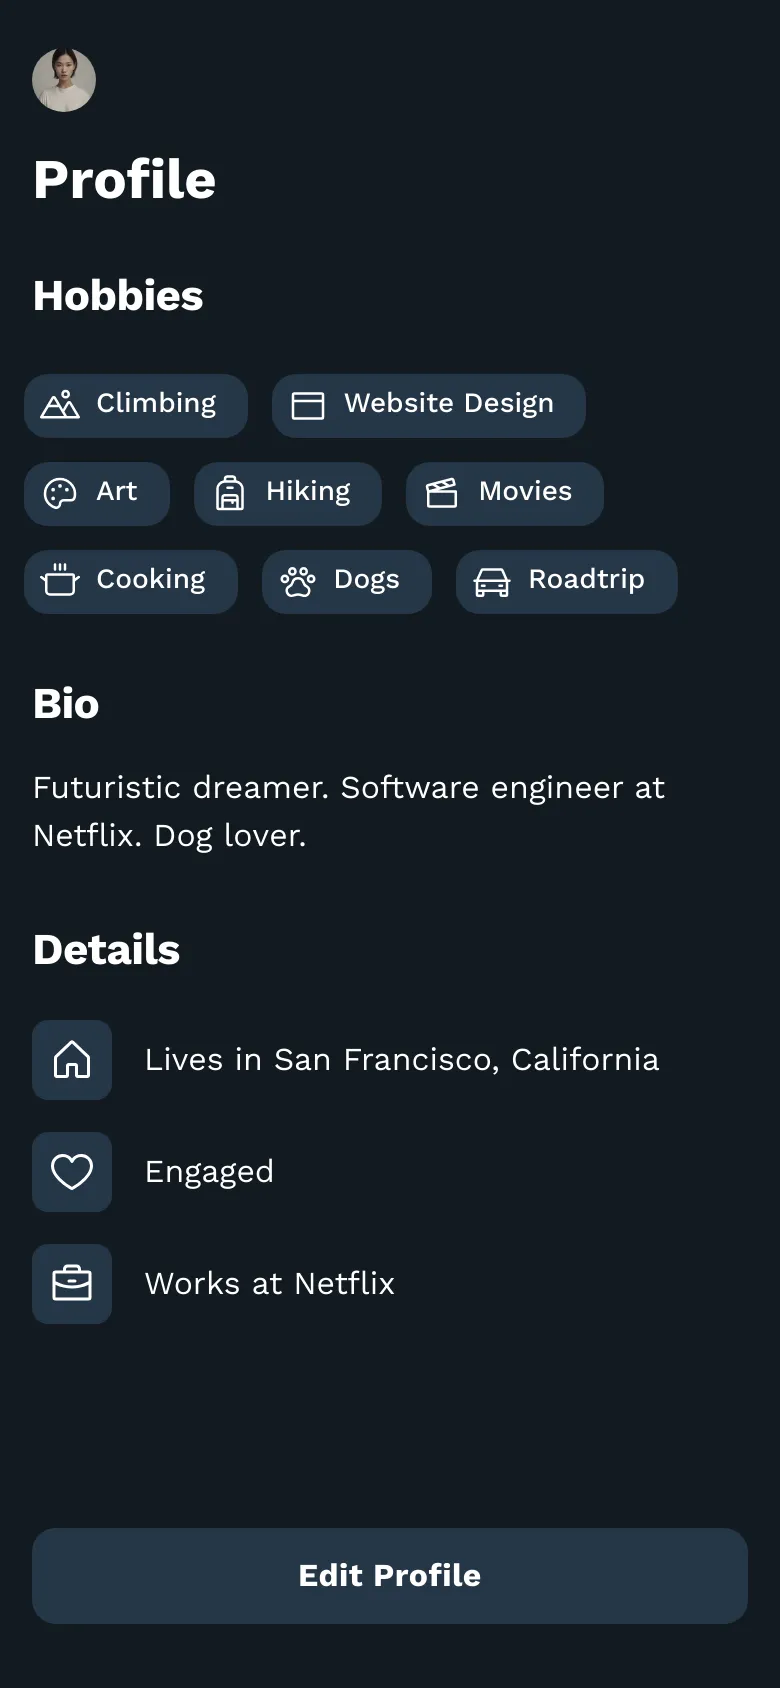 Profile
Hobbies
Climbing Website Design
Art Hiking Movies
Cooking Dogs Roadtrip
Bio
Futuristic dreamer. Software engineer at
Netflix. Dog lover.
Details
Lives in San Francisco, California
Engaged
Works at Netflix
Edit Profile